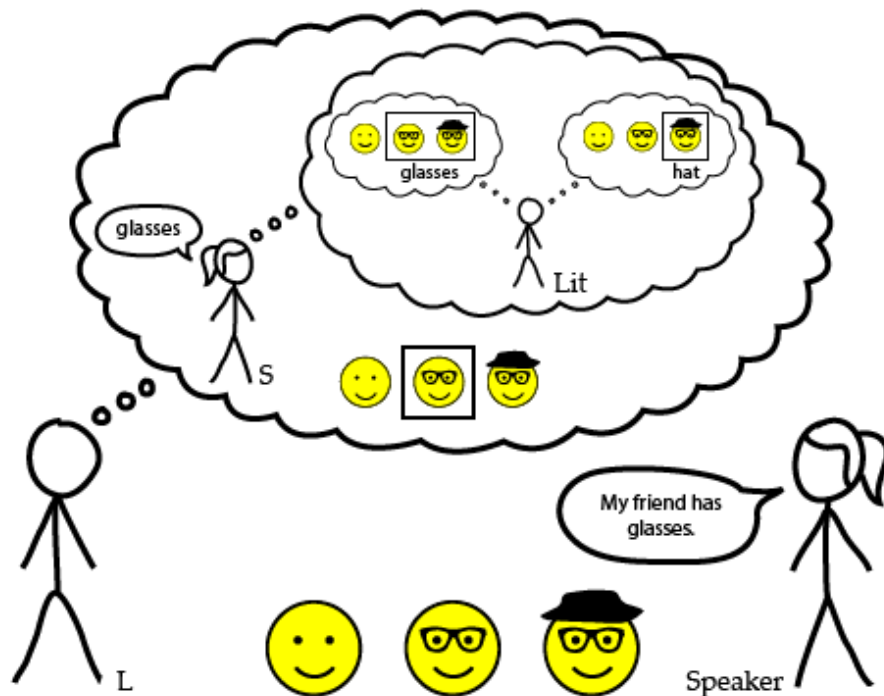 glasses
hat
glasses
Lit
S
My friend has
glasses.
L
Speaker